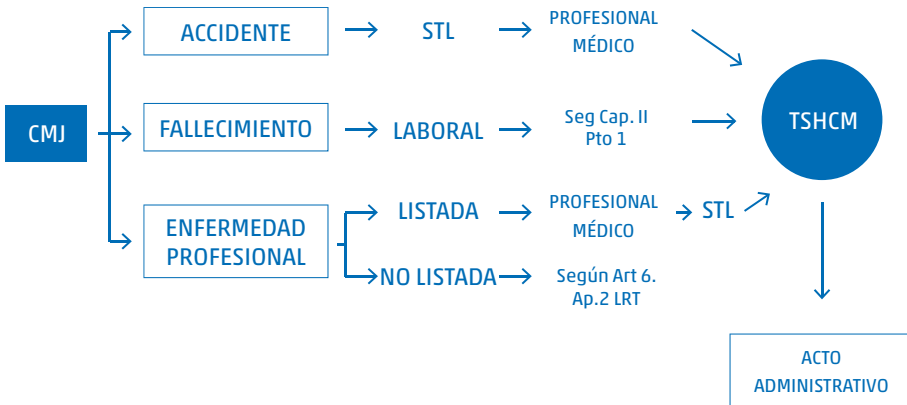 CMJ
ACCIDENTE
STL
PROFESIONAL
MÉDICO
FALLECIMIENTO
LABORAL
Seg Cap. II
Pto 1
TSHCM
ENFERMEDAD
PROFESIONAL
LISTADA
PROFESIONAL
MÉDICO
STL
NO LISTADA
Según Art 6.
Ap.2 LRT
ACTO
ADMINISTRATIVO